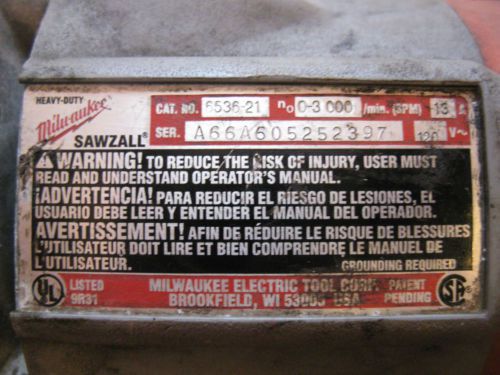 HEAVY-DUTY
Milwaukee
SAWZALL®
CAT. NO. 6536-21 no 0-3 000 /min. (SPM) 13 A
SER. A66A605252397 120 V~
WARNING! TO REDUCE THE RISK OF INJURY, USER MUST
READ AND UNDERSTAND OPERATOR'S MANUAL.
¡ADVERTENCIA! PARA REDUCIR EL RIESGO DE LESIONES, EL
USUARIO DEBE LEER Y ENTENDER EL MANUAL DEL OPERADOR.
AVERTISSEMENT! AFIN DE RÉDUIRE LE RISQUE DE BLESSURES
L'UTILISATEUR DOIT LIRE ET BIEN COMPRENDRE LE MANUEL DE
L'UTILISATEUR.
GROUNDING REQUIRED
UL LISTED
9R31
MILWAUKEE ELECTRIC TOOL CORP.
BROOKFIELD, WI 53005 USA
PATENT
PENDING
SA